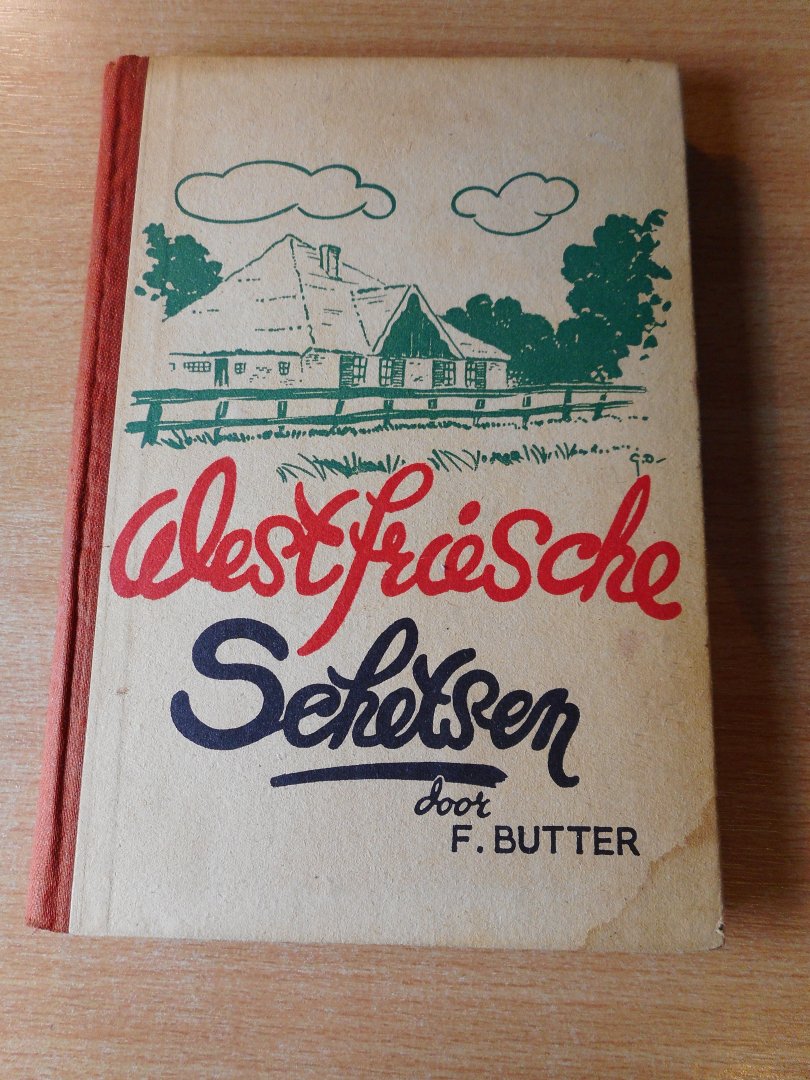 G.D-
Westfriesche
Schetsen
door
F. BUTTER